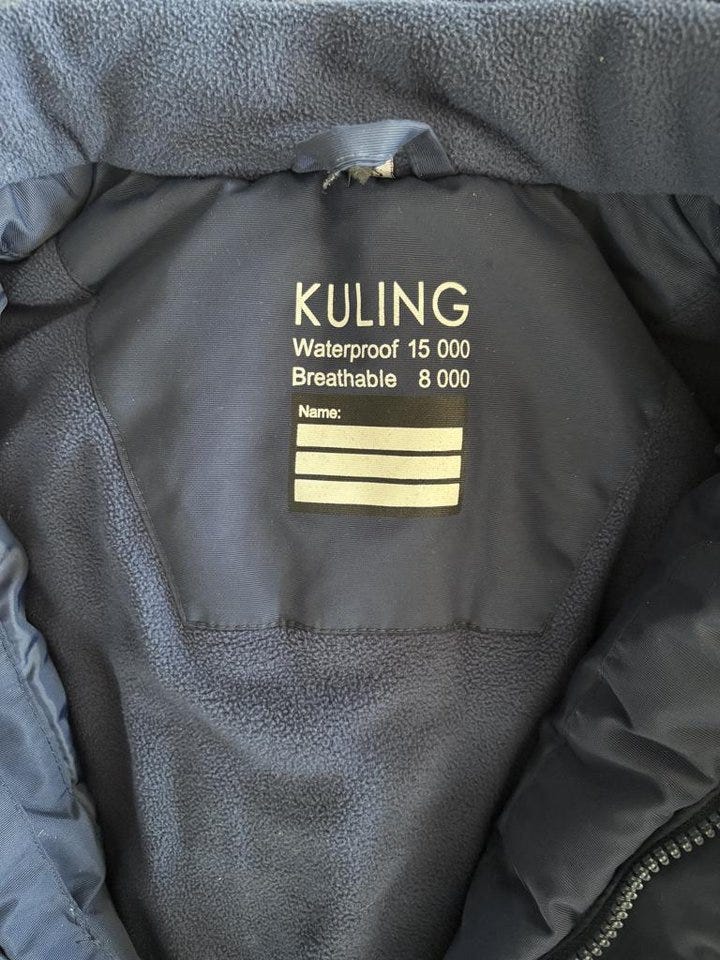 KULING
Waterproof 15 000
Breathable 8 000
Name: